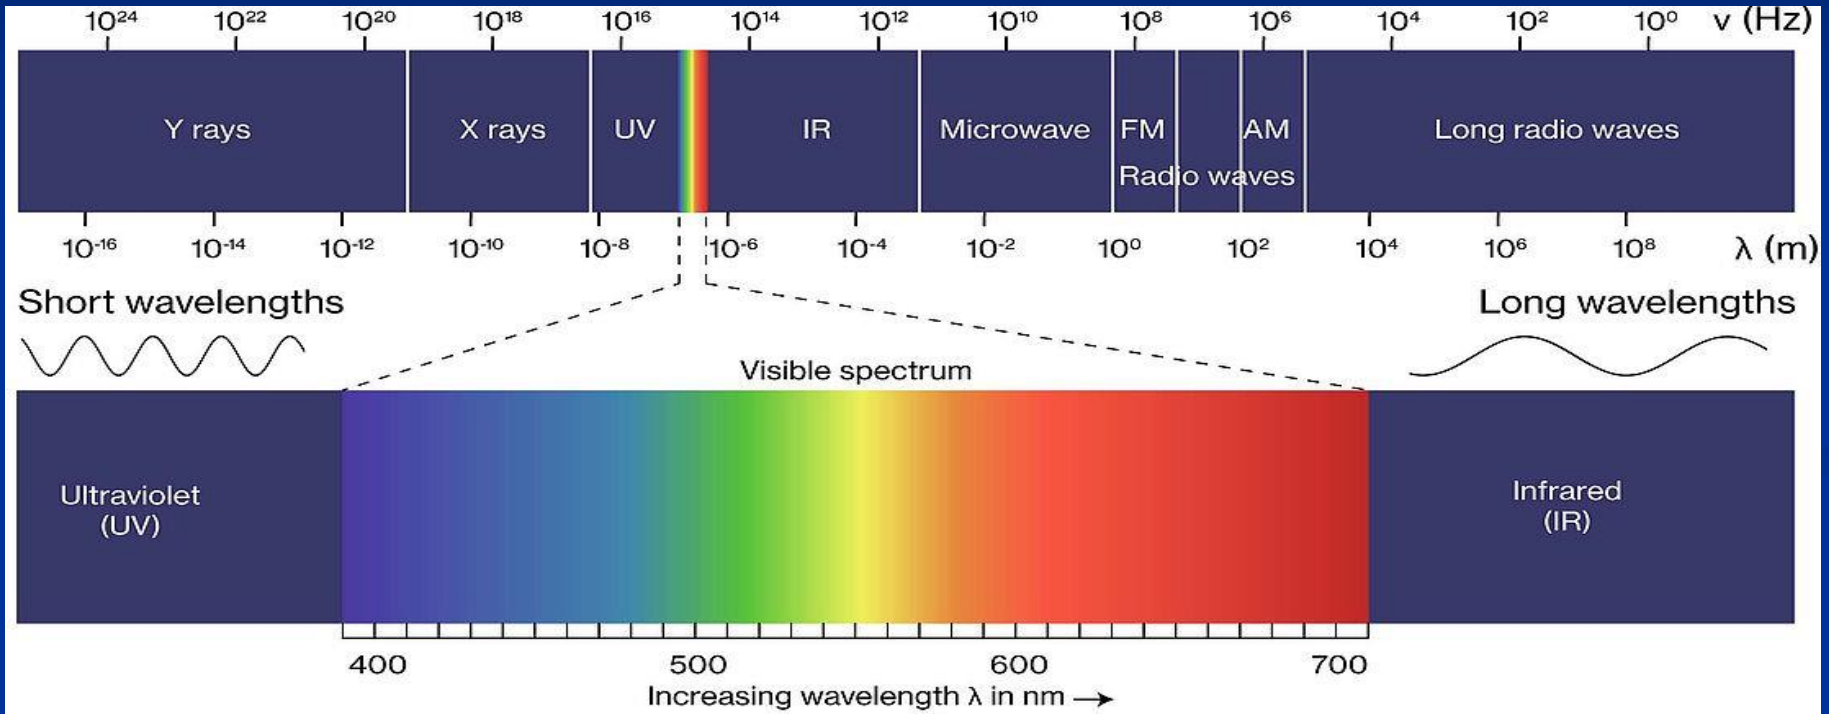 10²⁴ 10²² 10²⁰ 10¹⁸ 10¹⁶ 10¹⁴ 10¹² 10¹⁰ 10⁸ 10⁶ 10⁴ 10² 10⁰ ν (Hz)
Y rays X rays UV IR Microwave FM AM Long radio waves
Radio waves
10⁻¹⁶ 10⁻¹⁴ 10⁻¹² 10⁻¹⁰ 10⁻⁸ 10⁻⁶ 10⁻⁴ 10⁻² 10⁰ 10² 10⁴ 10⁶ 10⁸ λ (m)
Short wavelengths Long wavelengths
Visible spectrum
Ultraviolet
(UV)
Infrared
(IR)
400 500 600 700
Increasing wavelength λ in nm →